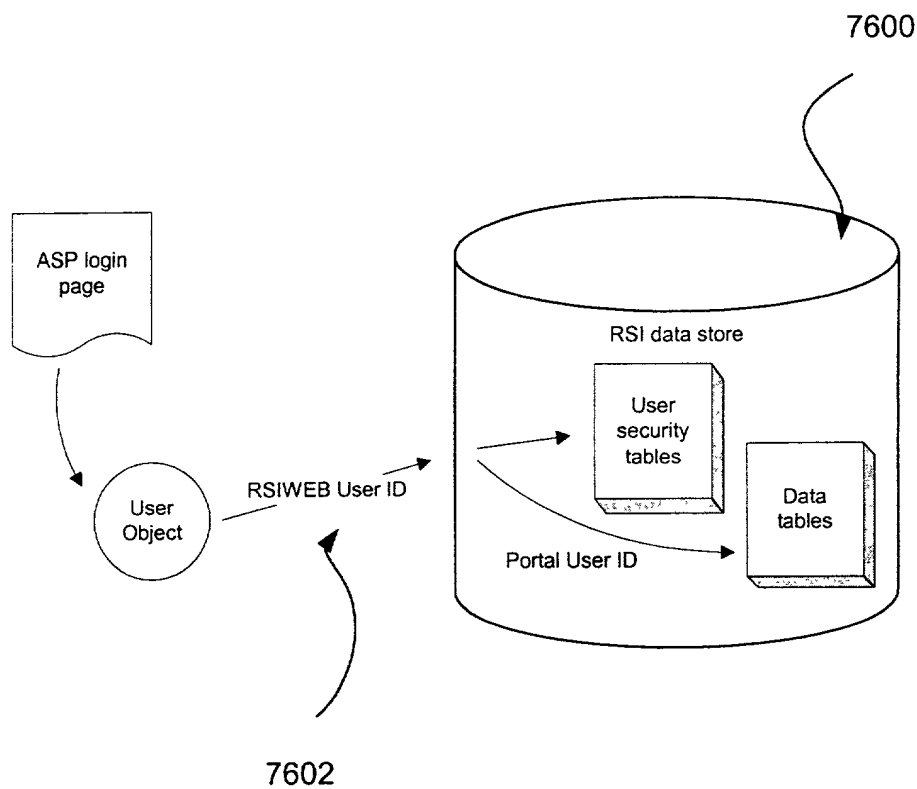 7600
ASP login
page
RSI data store
User
security
tables
Data
tables
RSIWEB User ID
User
Object
Portal User ID
7602